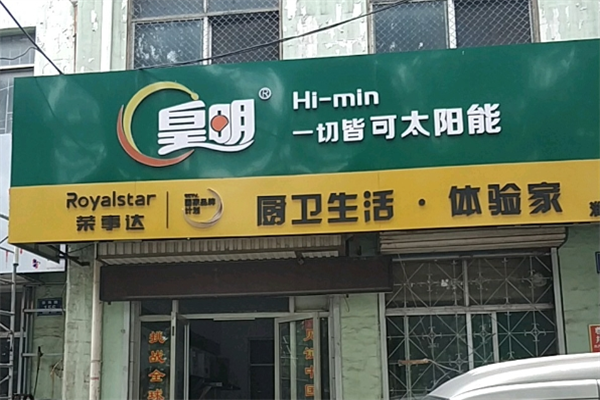 皇明®
Hi-min
一切皆可太阳能
Royalstar
荣事达
厨卫生活·体验家